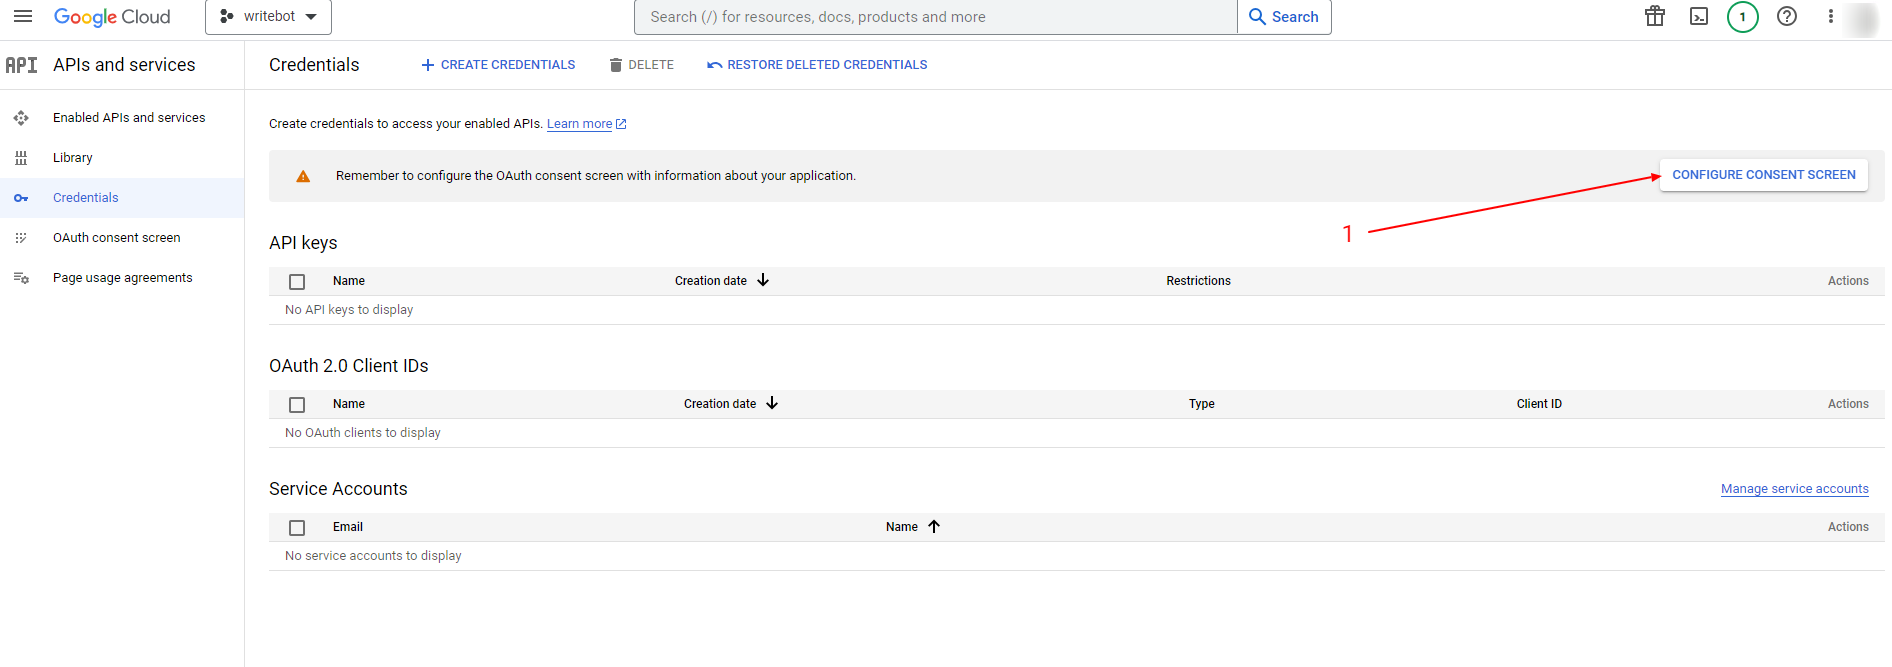 Google Cloud
writebot
Search (/) for resources, docs, products and more
Search
1
API APIs and services
Credentials
CREATE CREDENTIALS
DELETE
RESTORE DELETED CREDENTIALS
Enabled APIs and services
Library
Credentials
OAuth consent screen
Page usage agreements
Create credentials to access your enabled APIs. Learn more
Remember to configure the OAuth consent screen with information about your application.
CONFIGURE CONSENT SCREEN
1
API keys
Name Creation date Restrictions Actions
No API keys to display
OAuth 2.0 Client IDs
Name Creation date Type Client ID Actions
No OAuth clients to display
Service Accounts
Manage service accounts
Email Name Actions
No service accounts to display